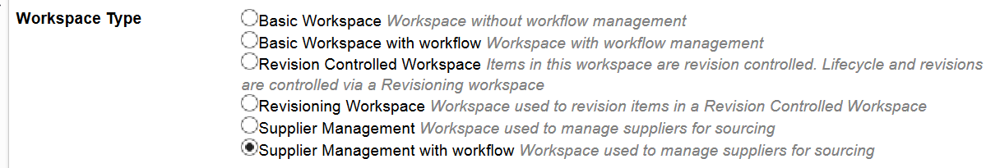 Workspace Type
Basic Workspace Workspace without workflow management
Basic Workspace with workflow Workspace with workflow management
Revision Controlled Workspace Items in this workspace are revision controlled. Lifecycle and revisions
are controlled via a Revisioning workspace
Revisioning Workspace Workspace used to revision items in a Revision Controlled Workspace
Supplier Management Workspace used to manage suppliers for sourcing
Supplier Management with workflow Workspace used to manage suppliers for sourcing